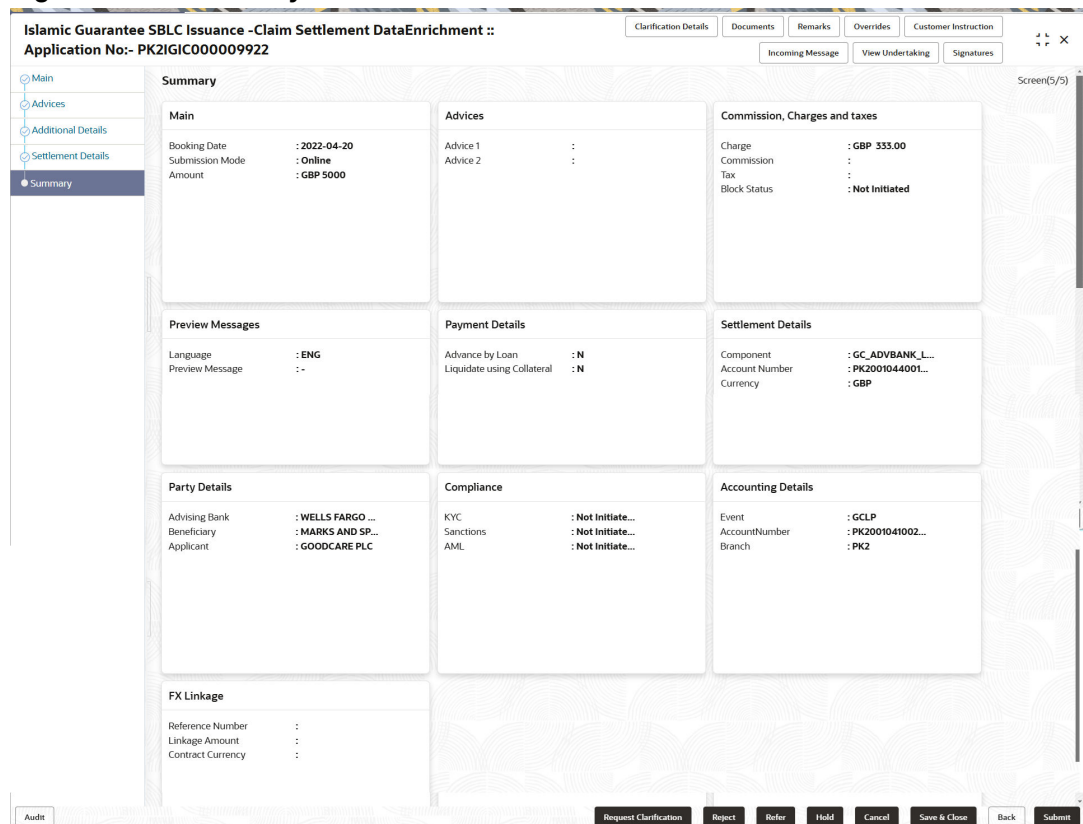 Islamic Guarantee SBLC Issuance -Claim Settlement DataEnrichment ::
Application No:- PK2IGIC000009922
Clarification Details
Documents
Remarks
Overrides
Customer Instruction
Incoming Message
View Undertaking
Signatures
Main
Advices
Additional Details
Settlement Details
Summary
Summary
Screen(5/5)
Main
Booking Date : 2022-04-20
Submission Mode : Online
Amount : GBP 5000
Advices
Advice 1 :
Advice 2 :
Commission, Charges and taxes
Charge : GBP 333.00
Commission :
Tax :
Block Status : Not Initiated
Preview Messages
Language : ENG
Preview Message : -
Payment Details
Advance by Loan : N
Liquidate using Collateral : N
Settlement Details
Component : GC_ADVBANK_L...
Account Number : PK2001044001...
Currency : GBP
Party Details
Advising Bank : WELLS FARGO ...
Beneficiary : MARKS AND SP...
Applicant : GOODCARE PLC
Compliance
KYC : Not Initiate...
Sanctions : Not Initiate...
AML : Not Initiate...
Accounting Details
Event : GCLP
AccountNumber : PK2001041002...
Branch : PK2
FX Linkage
Reference Number :
Linkage Amount :
Contract Currency :
Audit
Request Clarification
Reject
Refer
Hold
Cancel
Save & Close
Back
Submit